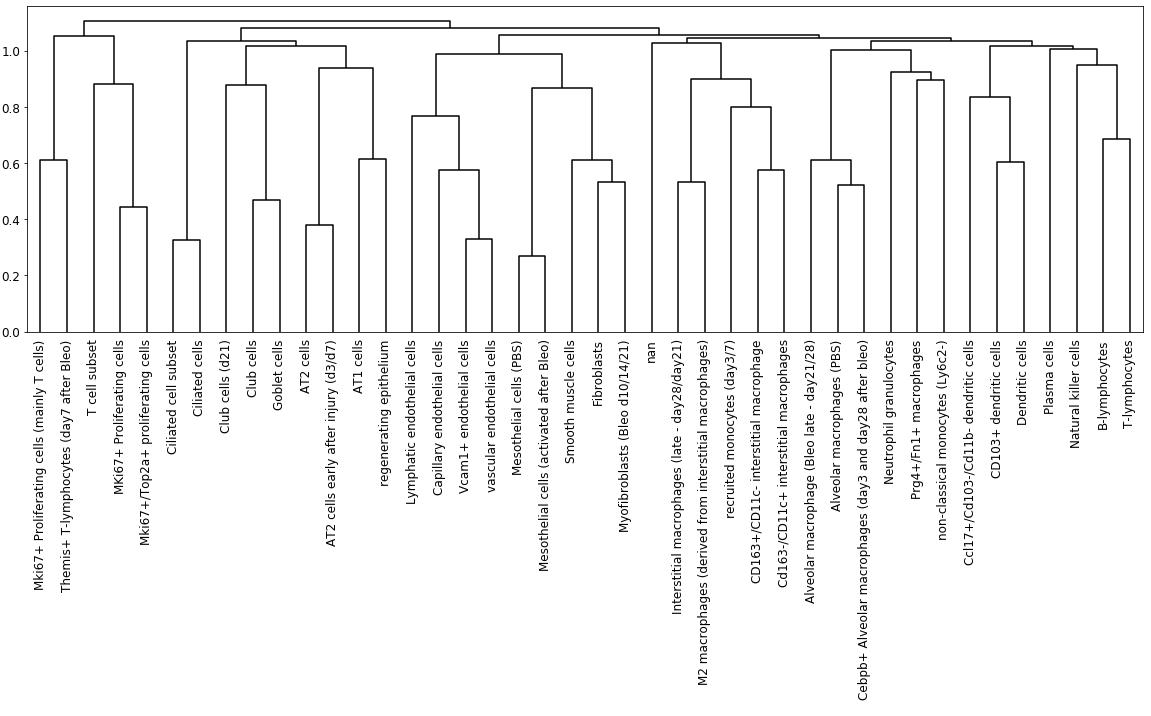 1.0
0.8
0.6
0.4
0.2
0.0
Mki67+ Proliferating cells (mainly T cells)
Themis+ T-lymphocytes (day7 after Bleo)
T cell subset
MKi67+ Proliferating cells
Mki67+/Top2a+ proliferating cells
Ciliated cell subset
Ciliated cells
Club cells (d21)
Club cells
Goblet cells
AT2 cells
AT2 cells early after injury (d3/d7)
AT1 cells
regenerating epithelium
Lymphatic endothelial cells
Capillary endothelial cells
Vcam1+ endothelial cells
vascular endothelial cells
Mesothelial cells (PBS)
Mesothelial cells (activated after Bleo)
Smooth muscle cells
Fibroblasts
Myofibroblasts (Bleo d10/14/21)
nan
Interstitial macrophages (late - day28/day21)
M2 macrophages (derived from interstitial macrophages)
recruited monocytes (day3/7)
CD163+/CD11c- interstitial macrophage
Cd163-/CD11c+ interstitial macrophages
Alveolar macrophage (Bleo late - day21/28)
Alveolar macrophages (PBS)
Cebpb+ Alveolar macrophages (day3 and day28 after bleo)
Neutrophil granulocytes
Prg4+/Fn1+ macrophages
non-classical monocytes (Ly6c2-)
Ccl17+/Cd103-/Cd11b- dendritic cells
CD103+ dendritic cells
Dendritic cells
Plasma cells
Natural killer cells
B-lymphocytes
T-lymphocytes